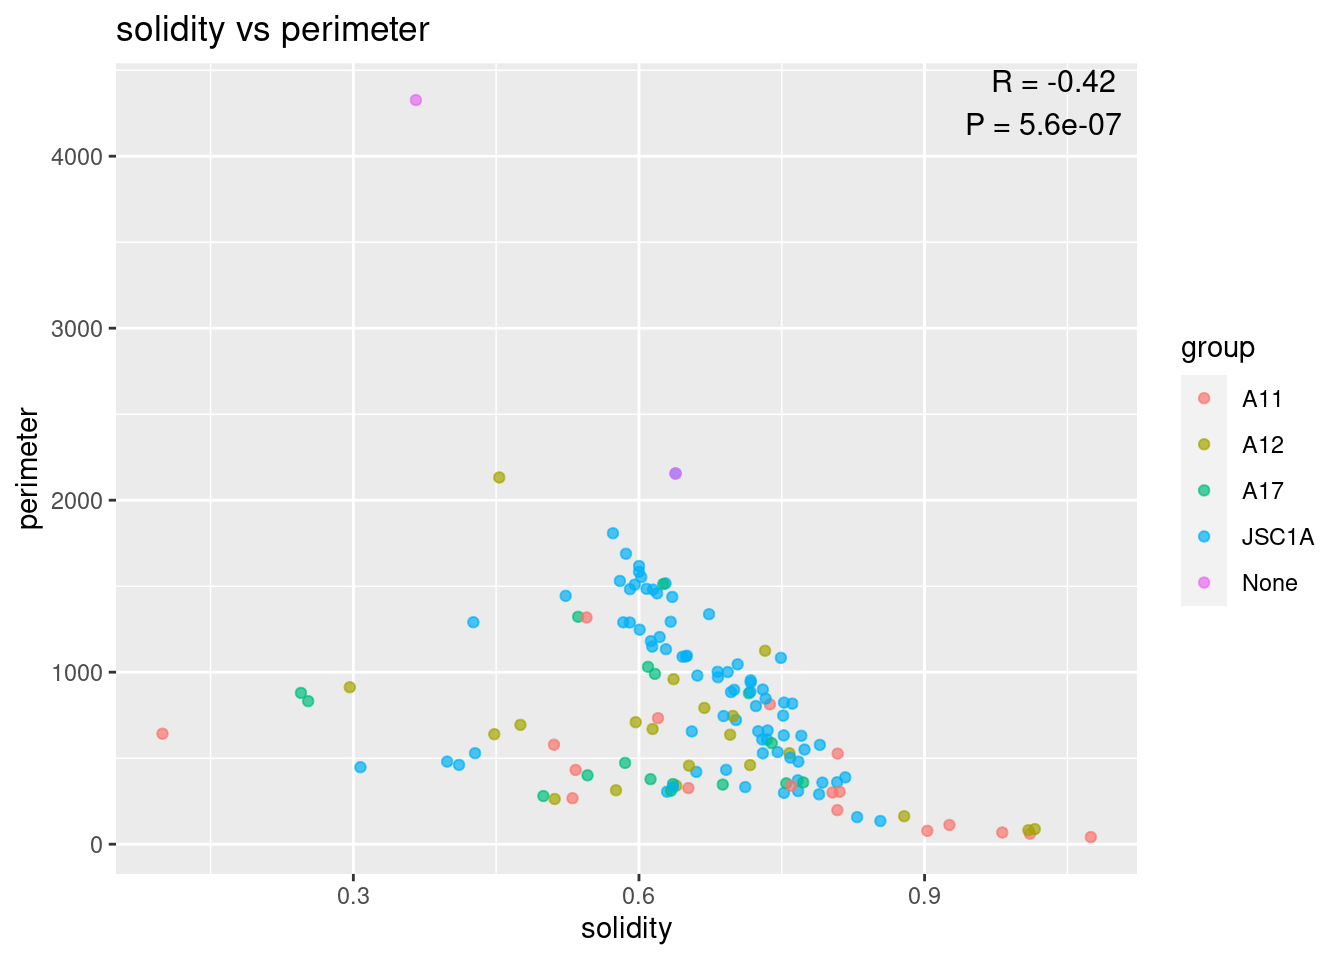 solidity vs perimeter
R = -0.42
P = 5.6e-07
4000
3000
2000
1000
0
perimeter
0.3
0.6
0.9
solidity
group
A11
A12
A17
JSC1A
None